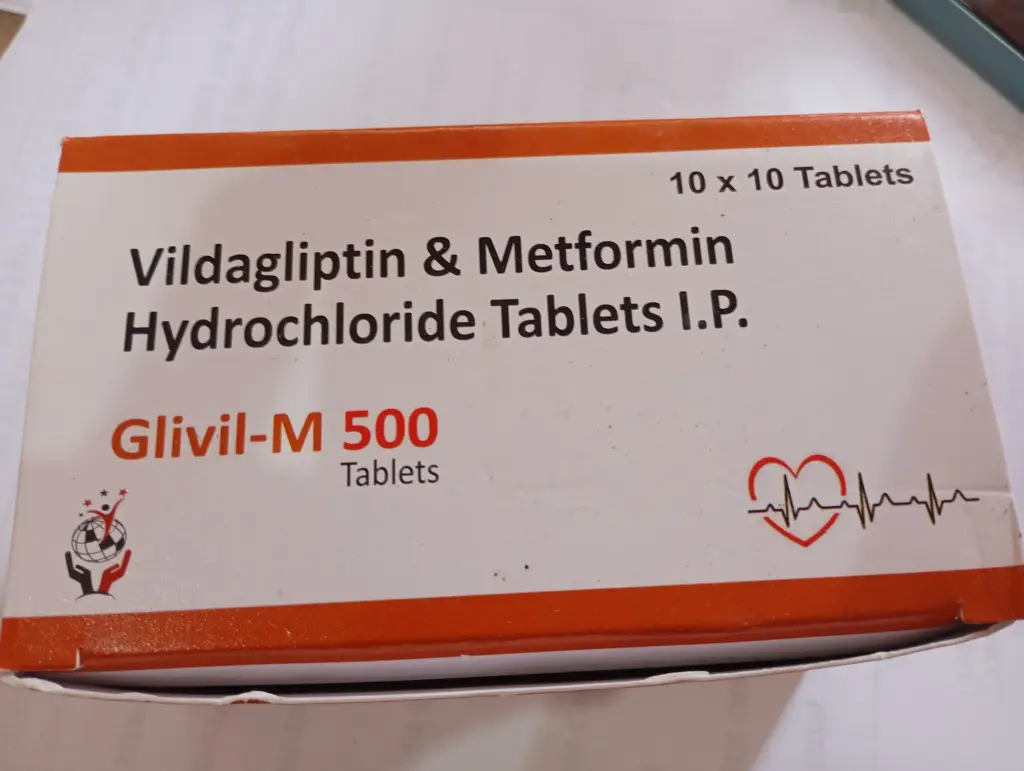 10 x 10 Tablets
Vildagliptin & Metformin
Hydrochloride Tablets I.P.
Glivil-M 500
Tablets